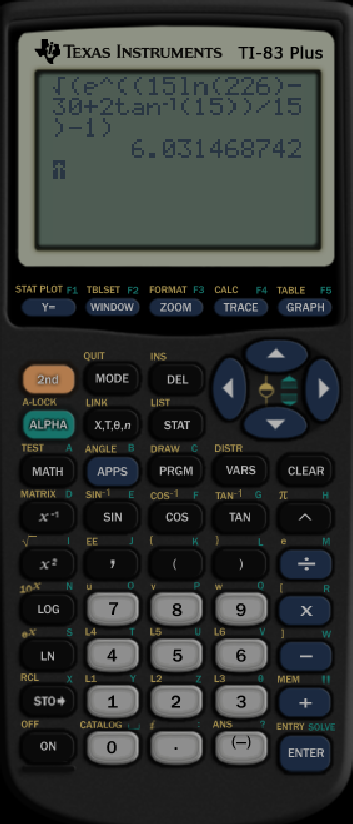 TEXAS INSTRUMENTS TI-83 Plus
√(e^((15ln(226)-
30+2tan⁻¹(15))/15
)-1)
6.031468742
STAT PLOT F1 TBLSET F2 FORMAT F3 CALC F4 TABLE F5
Y= WINDOW ZOOM TRACE GRAPH
QUIT INS
2nd MODE DEL
A-LOCK LINK LIST
ALPHA X,T,θ,n STAT
TEST A ANGLE B DRAW C DISTR
MATH APPS PRGM VARS CLEAR
MATRIX D SIN⁻¹ E COS⁻¹ F TAN⁻¹ G π H
x⁻¹ SIN COS TAN ^
√ I EE J { K } L e M
x² , ( ) ÷
10ˣ N u O v P w Q [ R
LOG 7 8 9 x
eˣ S L4 T L5 U L6 V ] W
LN 4 5 6 −
RCL X L1 Y L2 Z L3 θ MEM "
STO➜ 1 2 3 +
OFF CATALOG : ANS ? ENTRY SOLVE
ON 0 . (−) ENTER